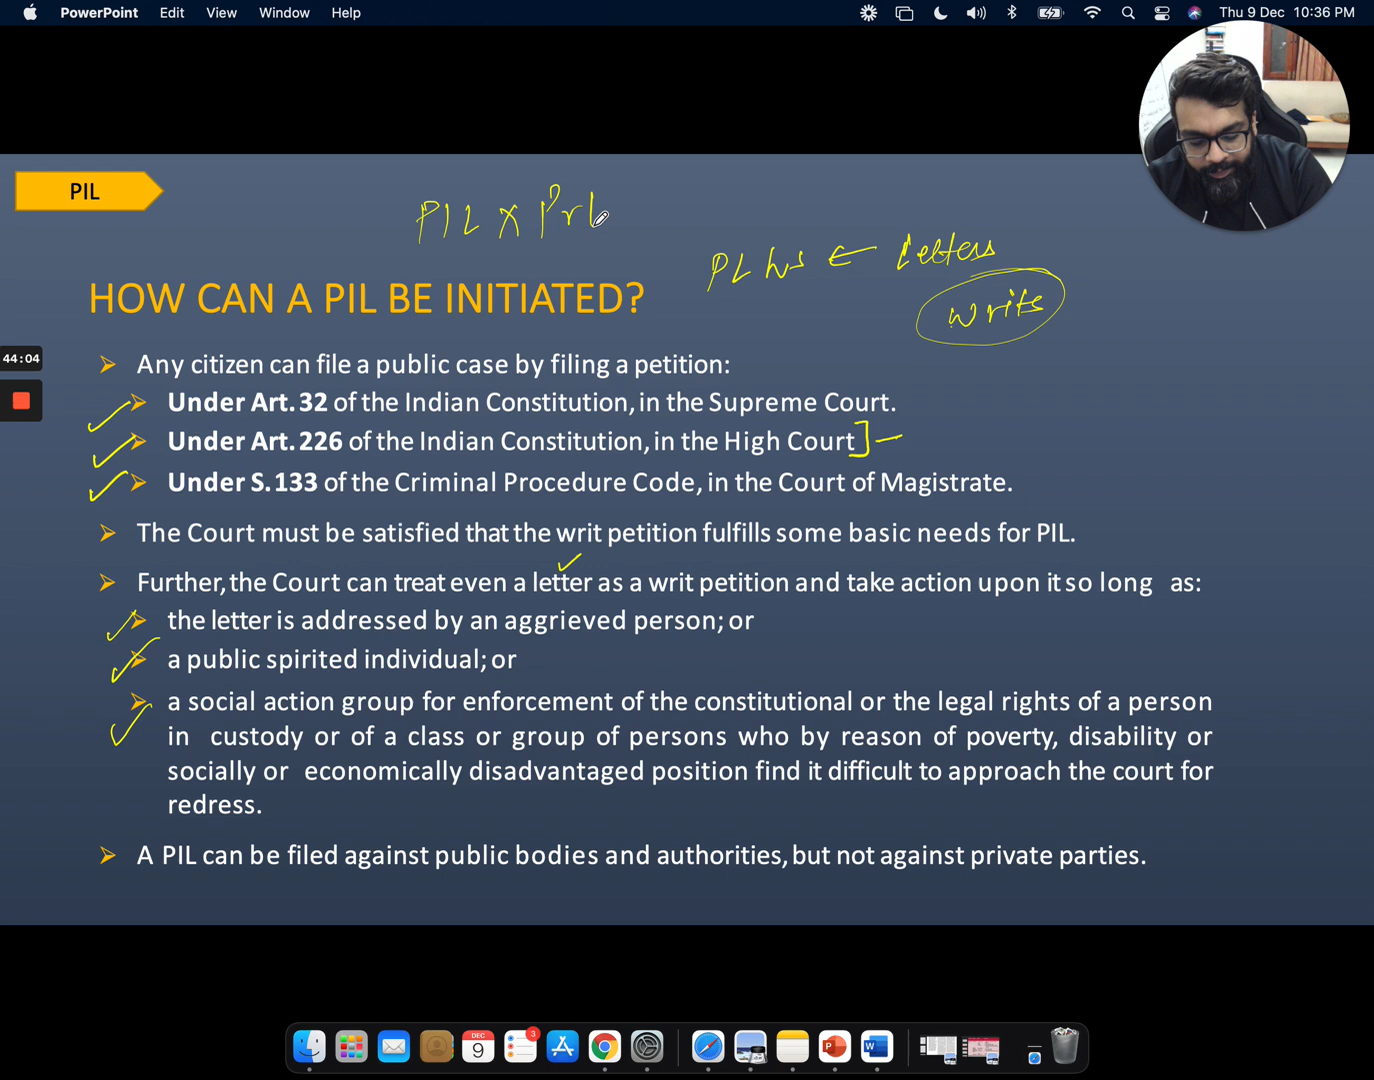 PowerPoint Edit View Window Help Thu 9 Dec 10:36 PM
PIL
PIL X Prl
PL Ws ← Letters
Writs
HOW CAN A PIL BE INITIATED?
44:04
Any citizen can file a public case by filing a petition:
Under Art. 32 of the Indian Constitution, in the Supreme Court.
Under Art. 226 of the Indian Constitution, in the High Court
Under S. 133 of the Criminal Procedure Code, in the Court of Magistrate.
The Court must be satisfied that the writ petition fulfills some basic needs for PIL.
Further, the Court can treat even a letter as a writ petition and take action upon it so long as:
the letter is addressed by an aggrieved person; or
a public spirited individual; or
a social action group for enforcement of the constitutional or the legal rights of a person
in custody or of a class or group of persons who by reason of poverty, disability or
socially or economically disadvantaged position find it difficult to approach the court for
redress.
A PIL can be filed against public bodies and authorities, but not against private parties.
DEC
9
3